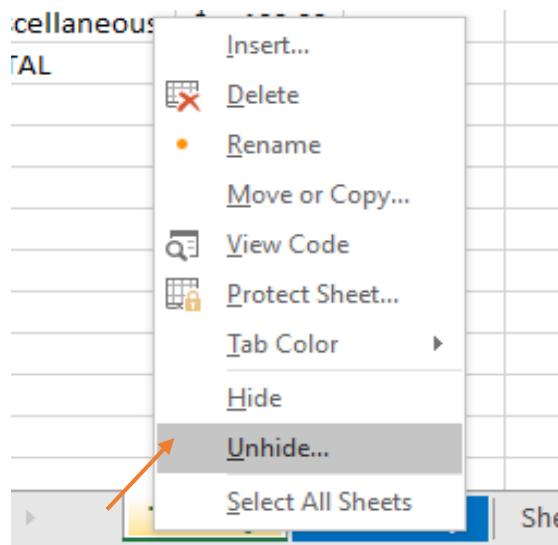 scellaneous
TAL
Insert...
Delete
Rename
Move or Copy...
View Code
Protect Sheet...
Tab Color
Hide
Unhide...
Select All Sheets
She